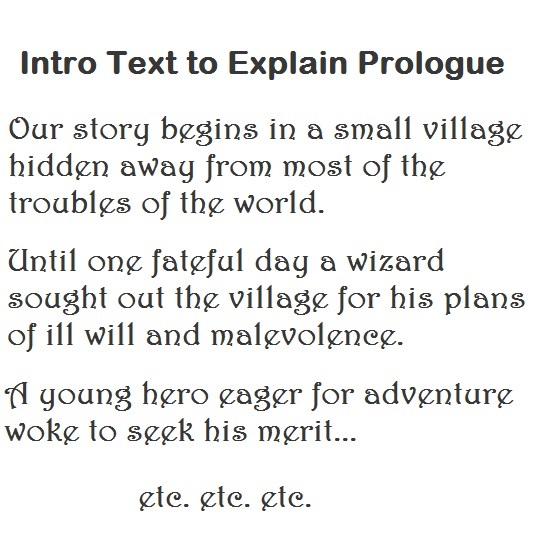 Intro Text to Explain Prologue
Our story begins in a small village
hidden away from most of the
troubles of the world.
Until one fateful day a wizard
sought out the village for his plans
of ill will and malevolence.
A young hero eager for adventure
woke to seek his merit...
etc. etc. etc.